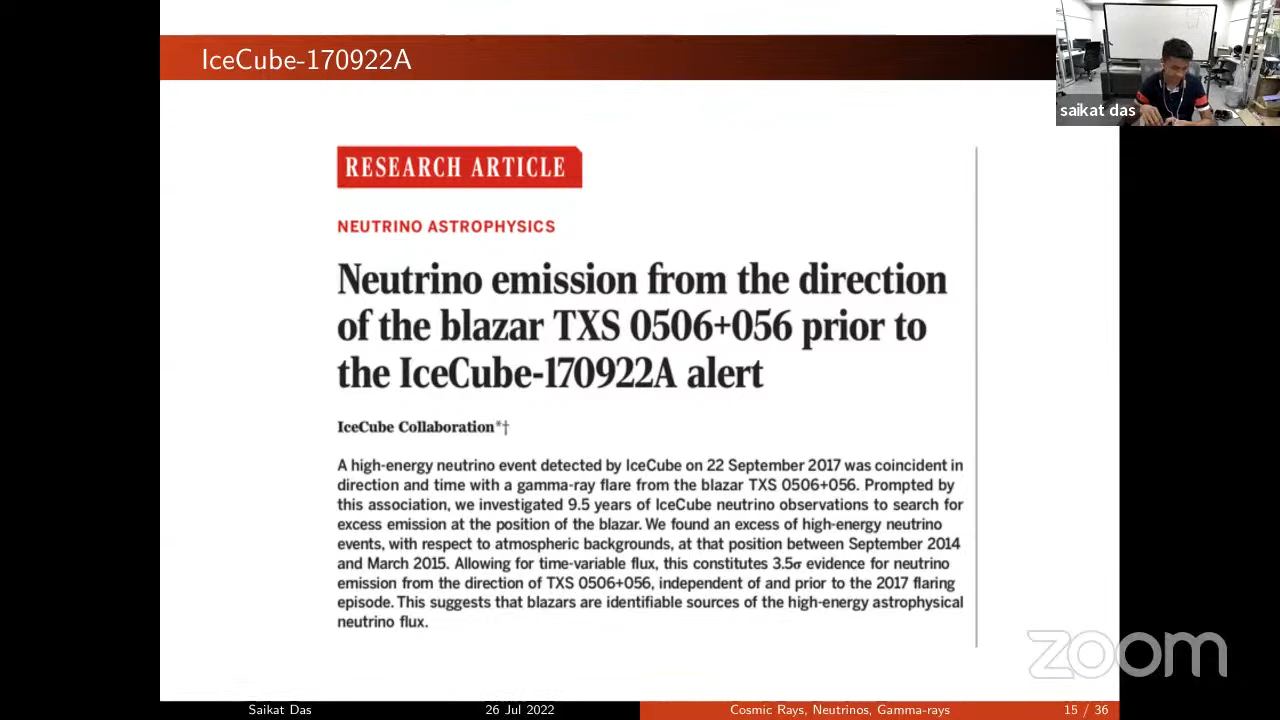 IceCube-170922A
saikat das
RESEARCH ARTICLE
NEUTRINO ASTROPHYSICS
Neutrino emission from the direction
of the blazar TXS 0506+056 prior to
the IceCube-170922A alert
IceCube Collaboration*†
A high-energy neutrino event detected by IceCube on 22 September 2017 was coincident in
direction and time with a gamma-ray flare from the blazar TXS 0506+056. Prompted by
this association, we investigated 9.5 years of IceCube neutrino observations to search for
excess emission at the position of the blazar. We found an excess of high-energy neutrino
events, with respect to atmospheric backgrounds, at that position between September 2014
and March 2015. Allowing for time-variable flux, this constitutes 3.5σ evidence for neutrino
emission from the direction of TXS 0506+056, independent of and prior to the 2017 flaring
episode. This suggests that blazars are identifiable sources of the high-energy astrophysical
neutrino flux.
zoom
Saikat Das 26 Jul 2022 Cosmic Rays, Neutrinos, Gamma-rays 15 / 36